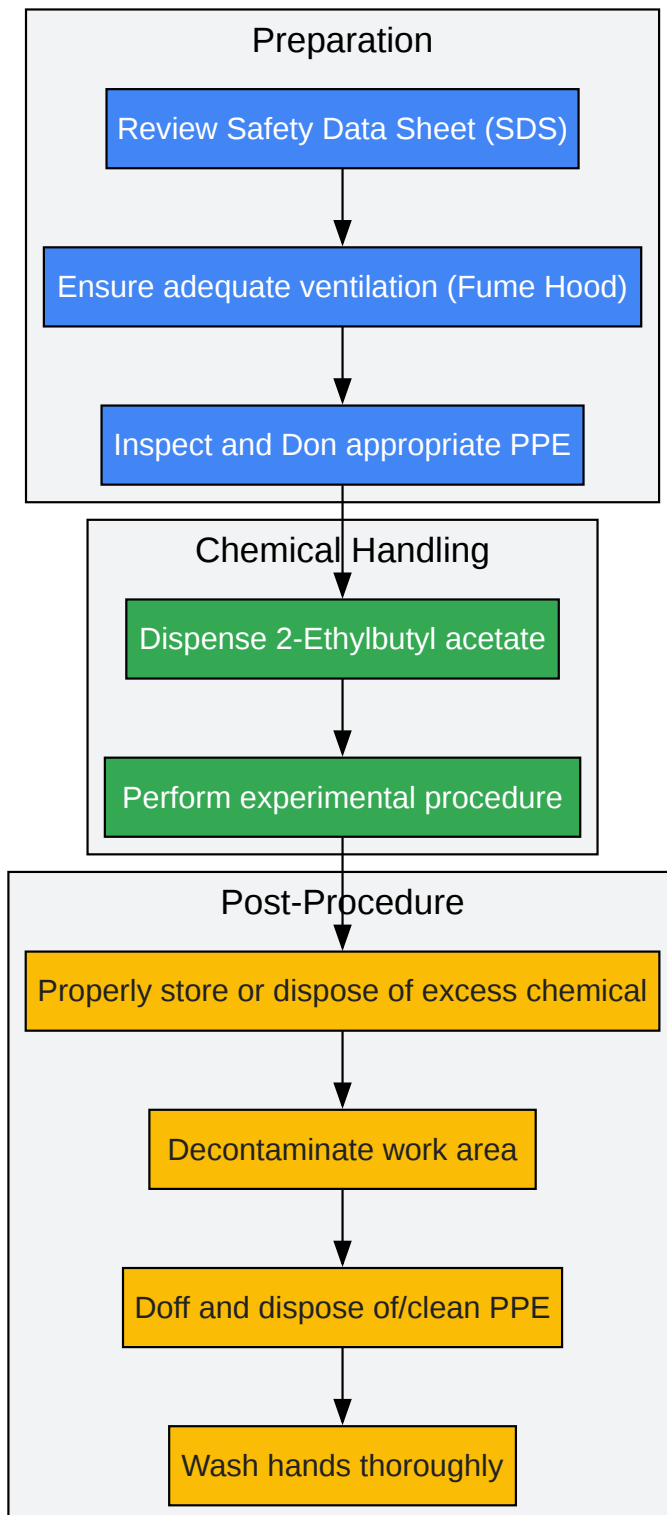 Preparation
Review Safety Data Sheet (SDS)
Ensure adequate ventilation (Fume Hood)
Inspect and Don appropriate PPE
Chemical Handling
Dispense 2-Ethylbutyl acetate
Perform experimental procedure
Post-Procedure
Properly store or dispose of excess chemical
Decontaminate work area
Doff and dispose of/clean PPE
Wash hands thoroughly